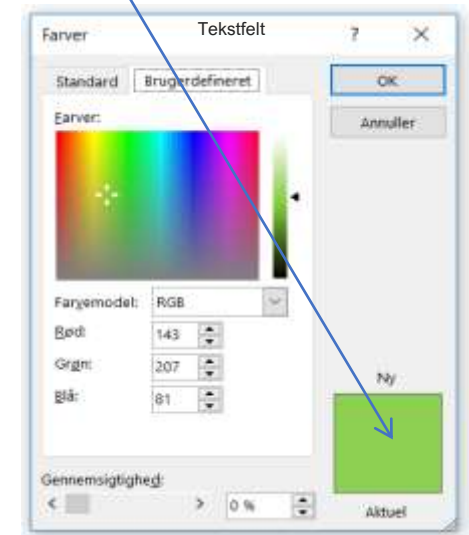 Farver Tekstfelt ? ×
Standard Brugerdefineret OK
Farver: Annuller
Farvemodel: RGB
Rød: 143
Grøn: 207
Blå: 81
Ny
Gennemsigtighed:
< > 0 % Aktuel